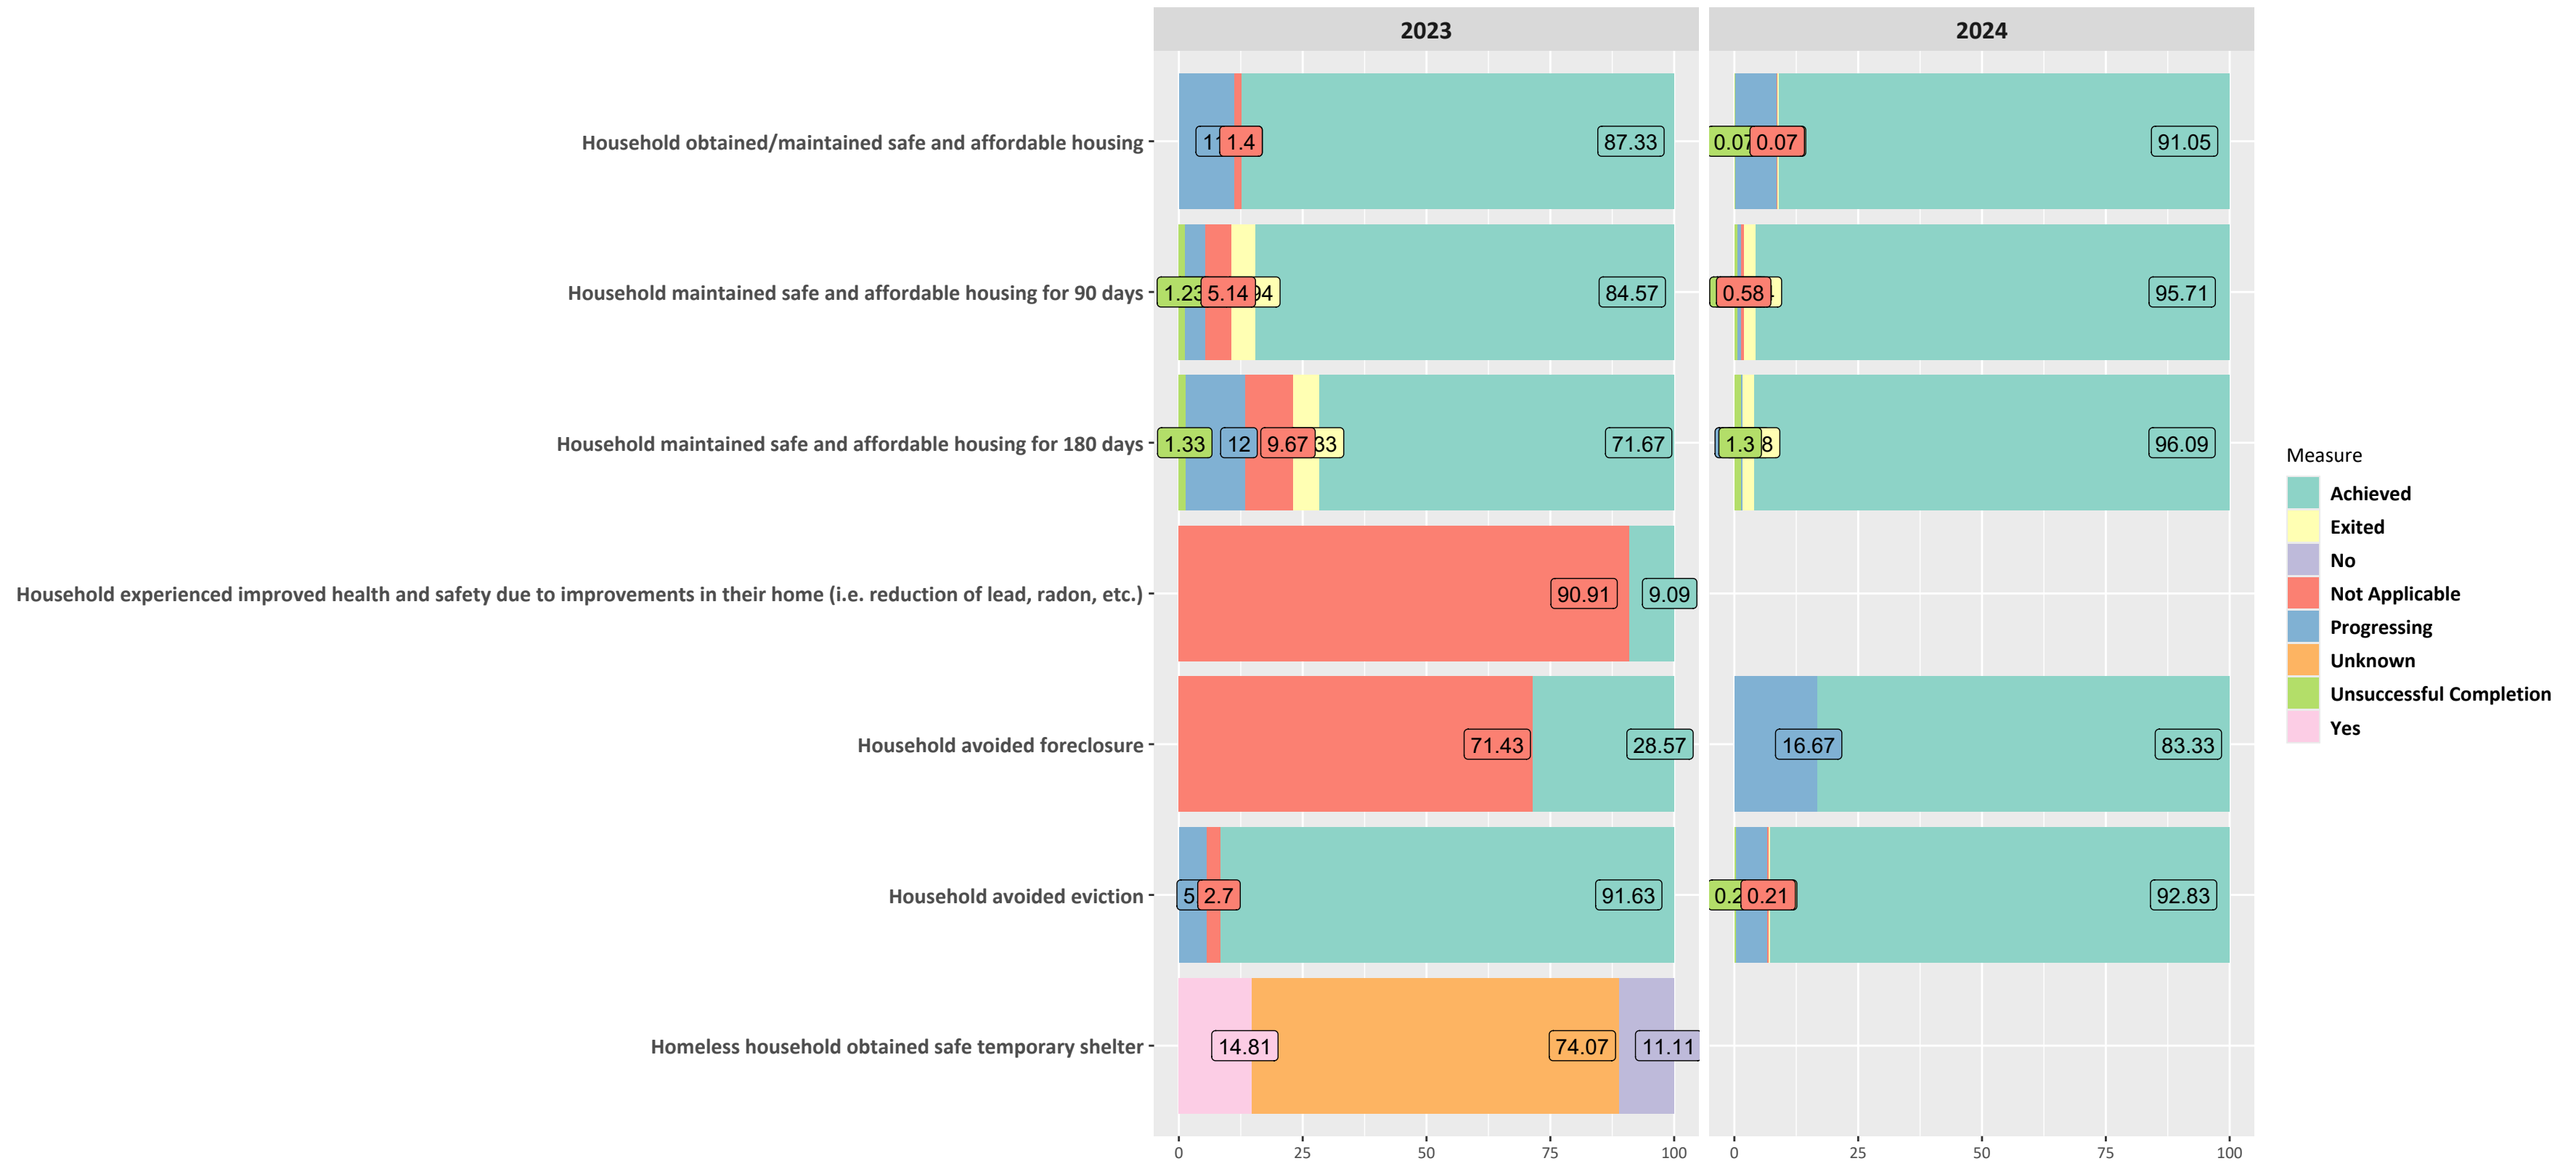 2023
2024
Household obtained/maintained safe and affordable housing
1.4
87.33
0.07
0.07
91.05
Household maintained safe and affordable housing for 90 days
1.23
5.14
84.57
0.58
95.71
Household maintained safe and affordable housing for 180 days
1.33
12
9.67
71.67
1.3
96.09
Household experienced improved health and safety due to improvements in their home (i.e. reduction of lead, radon, etc.)
90.91
9.09
Household avoided foreclosure
71.43
28.57
16.67
83.33
Household avoided eviction
2.7
91.63
0.21
92.83
Homeless household obtained safe temporary shelter
14.81
74.07
11.11
0
25
50
75
100
0
25
50
75
100
Measure
Achieved
Exited
No
Not Applicable
Progressing
Unknown
Unsuccessful Completion
Yes